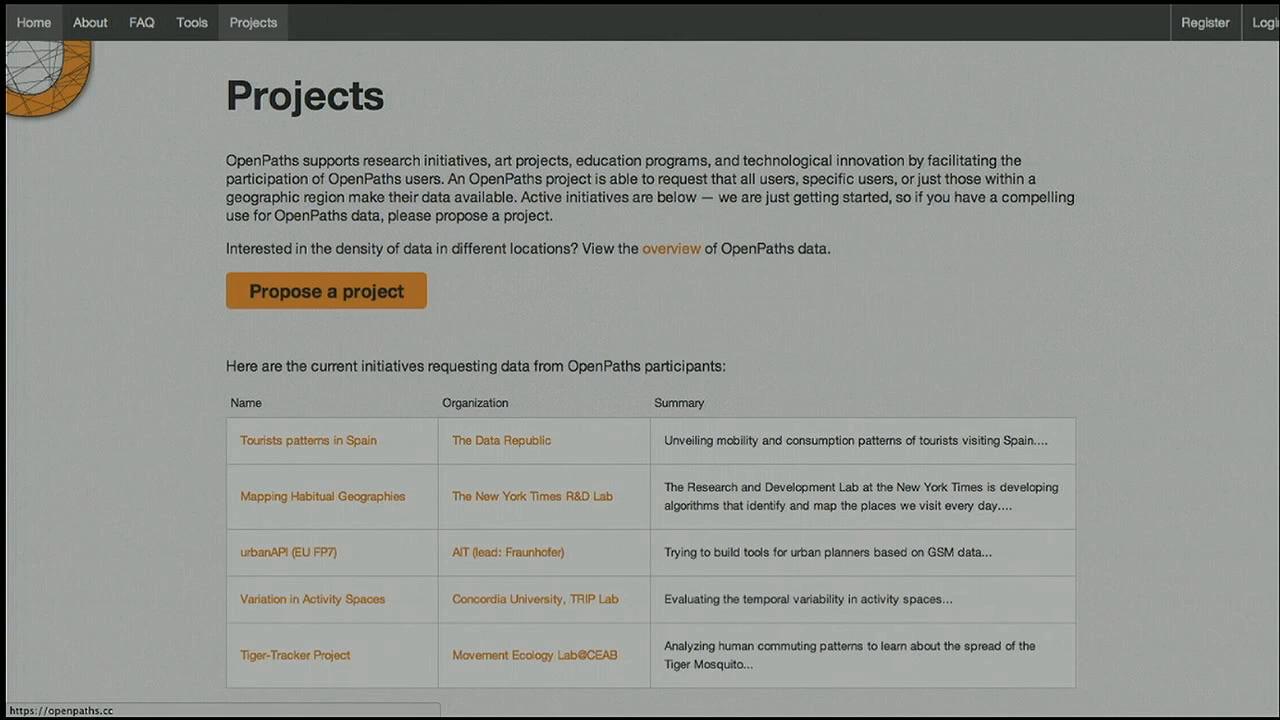 Home About FAQ Tools Projects Register
Projects
OpenPaths supports research initiatives, art projects, education programs, and technological innovation by facilitating the
participation of OpenPaths users. An OpenPaths project is able to request that all users, specific users, or just those within a
geographic region make their data available. Active initiatives are below — we are just getting started, so if you have a compelling
use for OpenPaths data, please propose a project.
Interested in the density of data in different locations? View the overview of OpenPaths data.
Propose a project
Here are the current initiatives requesting data from OpenPaths participants:
Name Organization Summary
Tourists patterns in Spain The Data Republic Unveiling mobility and consumption patterns of tourists visiting Spain....
Mapping Habitual Geographies The New York Times R&D Lab The Research and Development Lab at the New York Times is developing
algorithms that identify and map the places we visit every day....
urbanAPI (EU FP7) AIT (lead: Fraunhofer) Trying to build tools for urban planners based on GSM data...
Variation in Activity Spaces Concordia University, TRIP Lab Evaluating the temporal variability in activity spaces...
Tiger-Tracker Project Movement Ecology Lab@CEAB Analyzing human commuting patterns to learn about the spread of the
Tiger Mosquito...
https://openpaths.cc